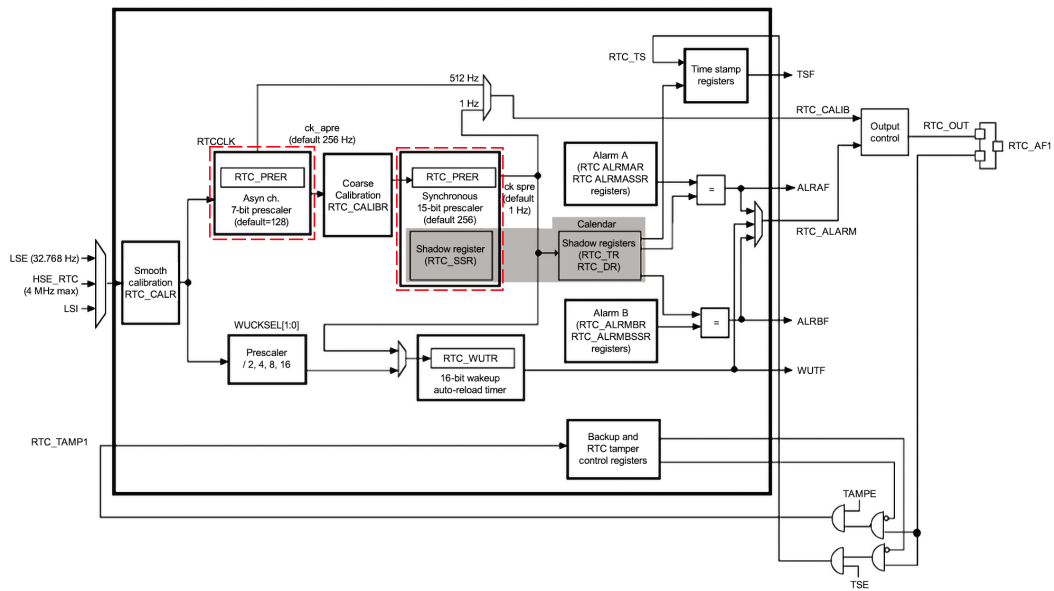 RTC_TS
Time stamp
registers
TSF
512 Hz
1 Hz
RTC_CALIB
Output
control
RTC_OUT
RTC_AF1
ck_apre
(default 256 Hz)
RTCCLK
RTC_PRER
Asyn ch.
7-bit prescaler
(default=128)
Coarse
Calibration
RTC_CALIBR
RTC_PRER
Synchronous
15-bit prescaler
(default 256)
ck spre
(default
1 Hz)
Shadow register
(RTC_SSR)
Alarm A
(RTC ALRMAR
RTC ALRMASSR
registers)
=
ALRAF
RTC_ALARM
Calendar
Shadow registers
(RTC_TR
RTC_DR)
LSE (32.768 Hz)
HSE_RTC
(4 MHz max)
LSI
Smooth
calibration
RTC_CALR
Alarm B
(RTC_ALRMBR
RTC_ALRMBSSR
registers)
=
ALRBF
WUCKSEL[1:0]
Prescaler
/ 2, 4, 8, 16
RTC_WUTR
16-bit wakeup
auto-reload timer
WUTF
RTC_TAMP1
Backup and
RTC tamper
control registers
TAMPE
TSE